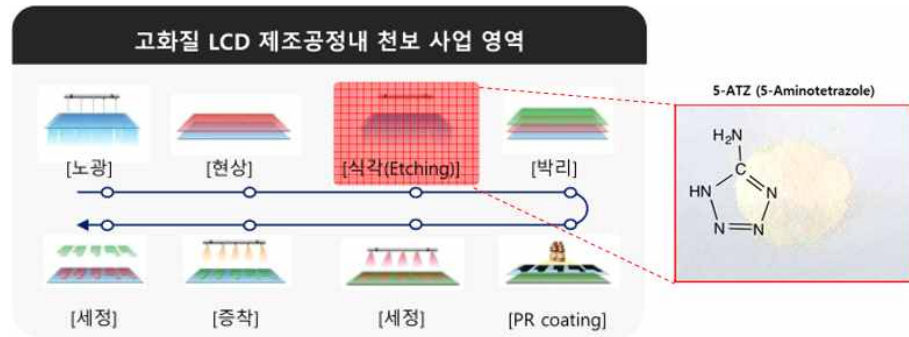 고화질 LCD 제조공정내 천보 사업 영역
5-ATZ (5-Aminotetrazole)
[노광] [현상] [식각(Etching)] [박리]
H₂N
C
HN N
N N
[세정] [증착] [세정] [PR coating]